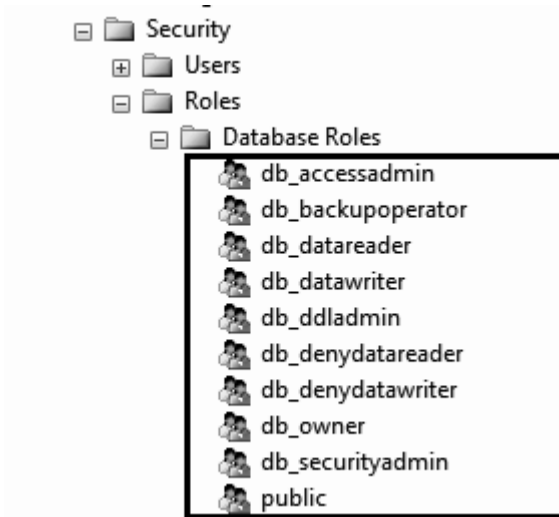 Security
Users
Roles
Database Roles
db_accessadmin
db_backupoperator
db_datareader
db_datawriter
db_ddladmin
db_denydatareader
db_denydatawriter
db_owner
db_securityadmin
public